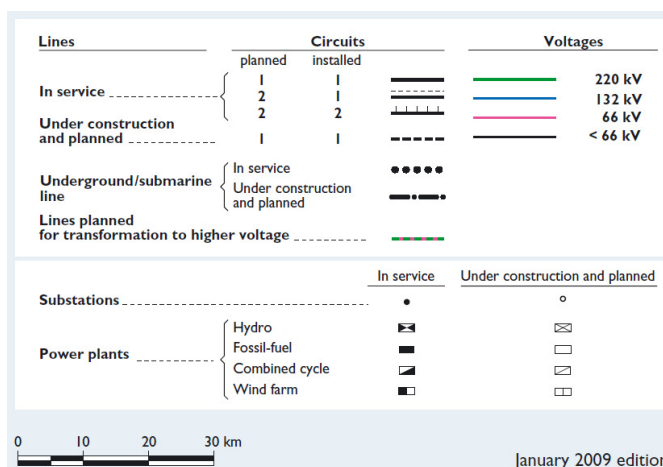 Lines Circuits Voltages
planned installed
1 1 220 kV
In service 2 1 132 kV
2 2 66 kV
Under construction
and planned 1 1 < 66 kV
Underground/submarine
line
In service
Under construction
and planned
Lines planned
for transformation to higher voltage
In service Under construction and planned
Substations
Power plants
Hydro
Fossil-fuel
Combined cycle
Wind farm
0 10 20 30 km
January 2009 edition